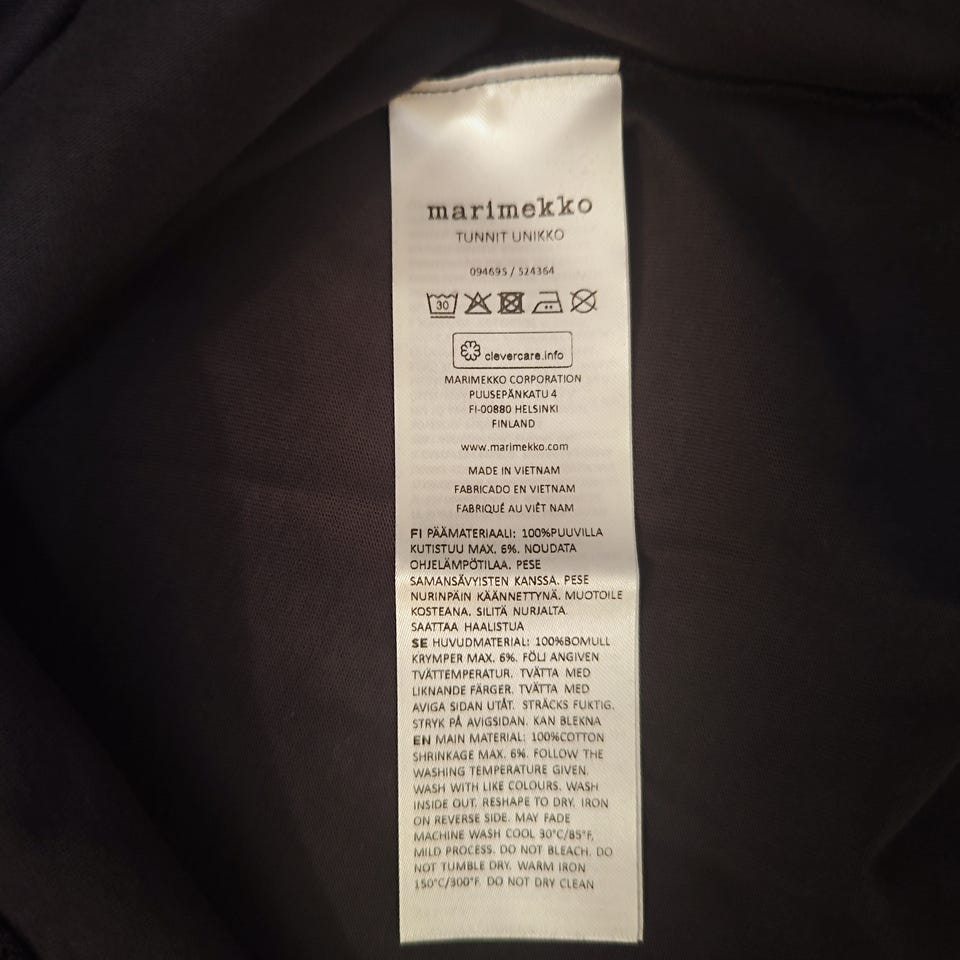 marimekko
TUNNIT UNIKKO
094695 / 524364
30
clevercare.info
MARIMEKKO CORPORATION
PUUSEPÄNKATU 4
FI-00880 HELSINKI
FINLAND
www.marimekko.com
MADE IN VIETNAM
FABRICADO EN VIETNAM
FABRIQUÉ AU VIÊT NAM
FI PÄÄMATERIAALI: 100%PUUVILLA
KUTISTUU MAX. 6%. NOUDATA
OHJELÄMPÖTILAA. PESE
SAMANSÄVYISTEN KANSSA. PESE
NURINPÄIN KÄÄNNETTYNÄ. MUOTOILE
KOSTEANA. SILITÄ NURJALTA.
SAATTAA HAALISTUA
SE HUVUDMATERIAL: 100%BOMULL
KRYMPER MAX. 6%. FÖLJ ANGIVEN
TVÄTTEMPERATUR. TVÄTTA MED
LIKNANDE FÄRGER. TVÄTTA MED
AVIGA SIDAN UTÅT. STRÄCKS FUKTIG.
STRYK PÅ AVIGSIDAN. KAN BLEKNA
EN MAIN MATERIAL: 100%COTTON
SHRINKAGE MAX. 6%. FOLLOW THE
WASHING TEMPERATURE GIVEN.
WASH WITH LIKE COLOURS. WASH
INSIDE OUT. RESHAPE TO DRY. IRON
ON REVERSE SIDE. MAY FADE
MACHINE WASH COOL 30°C/85°F,
MILD PROCESS. DO NOT BLEACH. DO
NOT TUMBLE DRY. WARM IRON
150°C/300°F. DO NOT DRY CLEAN